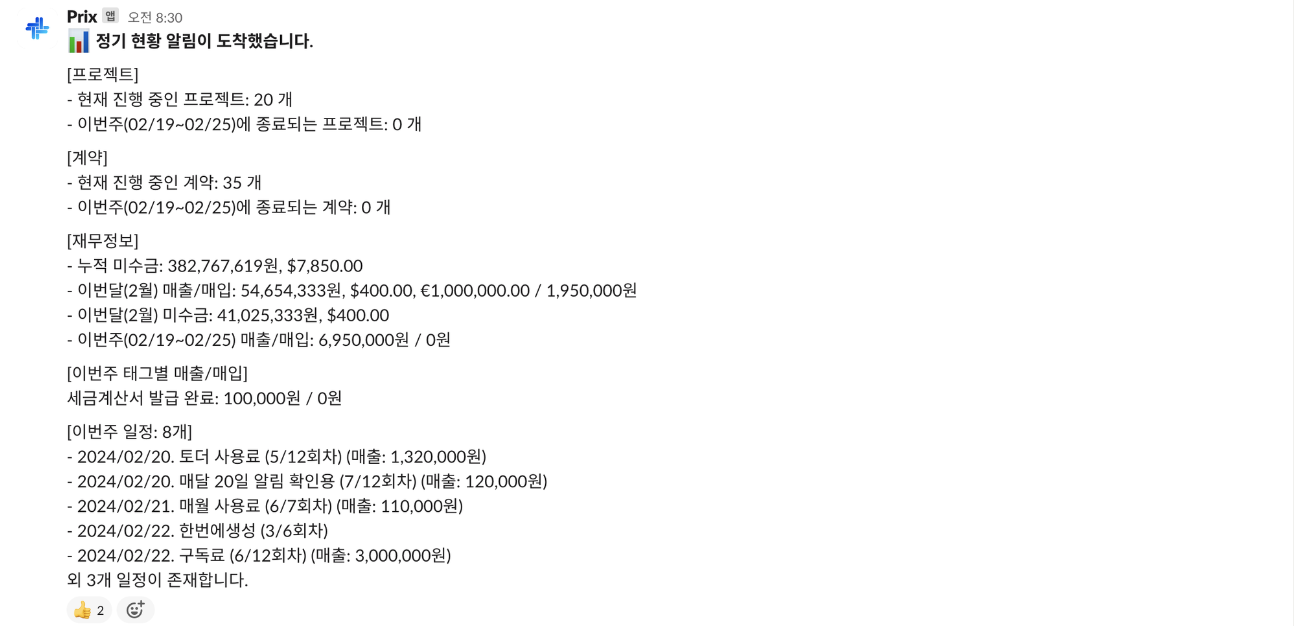 Prix 앱 오전 8:30
정기 현황 알림이 도착했습니다.
[프로젝트]
- 현재 진행 중인 프로젝트: 20 개
- 이번주(02/19~02/25)에 종료되는 프로젝트: 0 개
[계약]
- 현재 진행 중인 계약: 35 개
- 이번주(02/19~02/25)에 종료되는 계약: 0 개
[재무정보]
- 누적 미수금: 382,767,619원, $7,850.00
- 이번달(2월) 매출/매입: 54,654,333원, $400.00, €1,000,000.00 / 1,950,000원
- 이번달(2월) 미수금: 41,025,333원, $400.00
- 이번주(02/19~02/25) 매출/매입: 6,950,000원 / 0원
[이번주 태그별 매출/매입]
세금계산서 발급 완료: 100,000원 / 0원
[이번주 일정: 8개]
- 2024/02/20. 토더 사용료 (5/12회차) (매출: 1,320,000원)
- 2024/02/20. 매달 20일 알림 확인용 (7/12회차) (매출: 120,000원)
- 2024/02/21. 매월 사용료 (6/7회차) (매출: 110,000원)
- 2024/02/22. 한번에생성 (3/6회차)
- 2024/02/22. 구독료 (6/12회차) (매출: 3,000,000원)
외 3개 일정이 존재합니다.
2